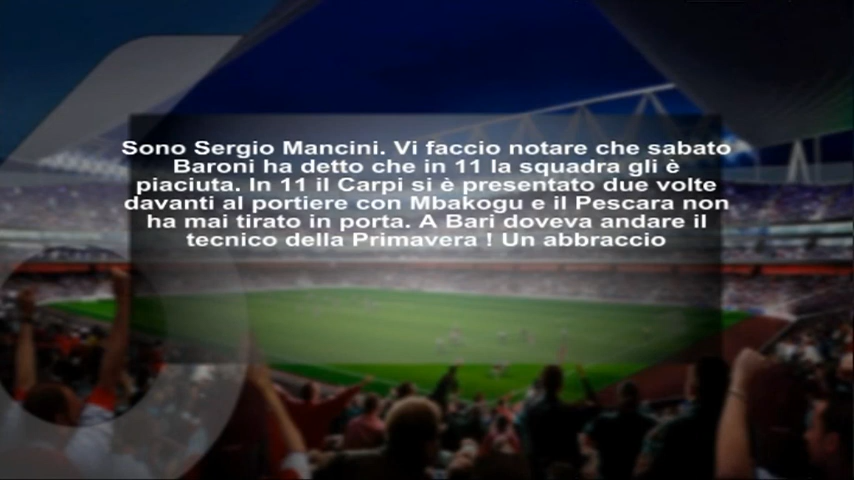 Sono Sergio Mancini. Vi faccio notare che sabato
Baroni ha detto che in 11 la squadra gli è
piaciuta. In 11 il Carpi si è presentato due volte
davanti al portiere con Mbakogu e il Pescara non
ha mai tirato in porta. A Bari doveva andare il
tecnico della Primavera ! Un abbraccio